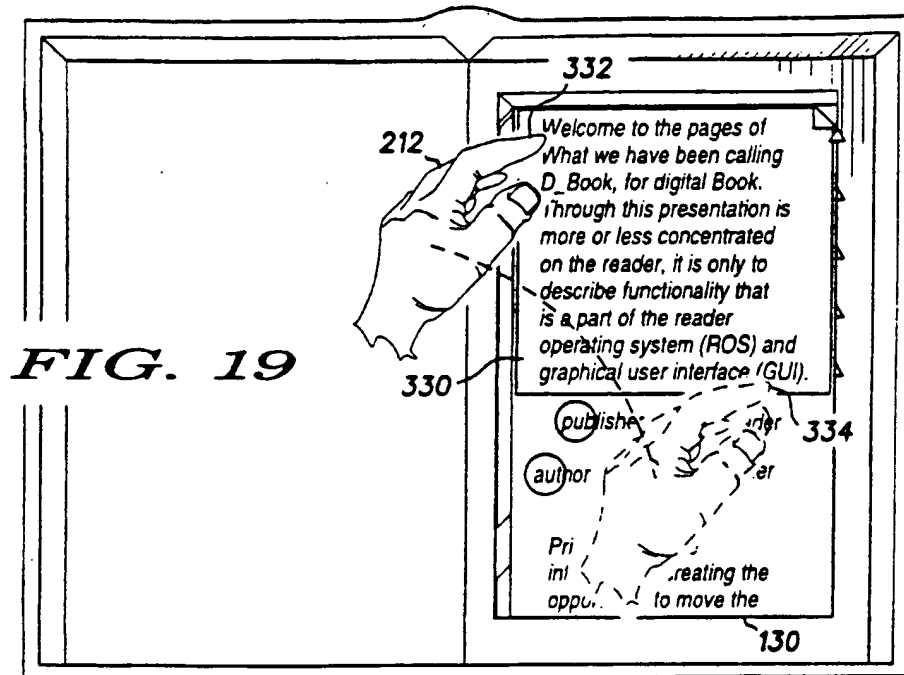 332
Welcome to the pages of
212
What we have been calling
D_Book, for digital Book.
Through this presentation is
more or less concentrated
on the reader, it is only to
describe functionality that
is a part of the reader
FIG. 19
operating system (ROS) and
330
graphical user interface (GUI).
334
author
130
Pri
reating the
to move the